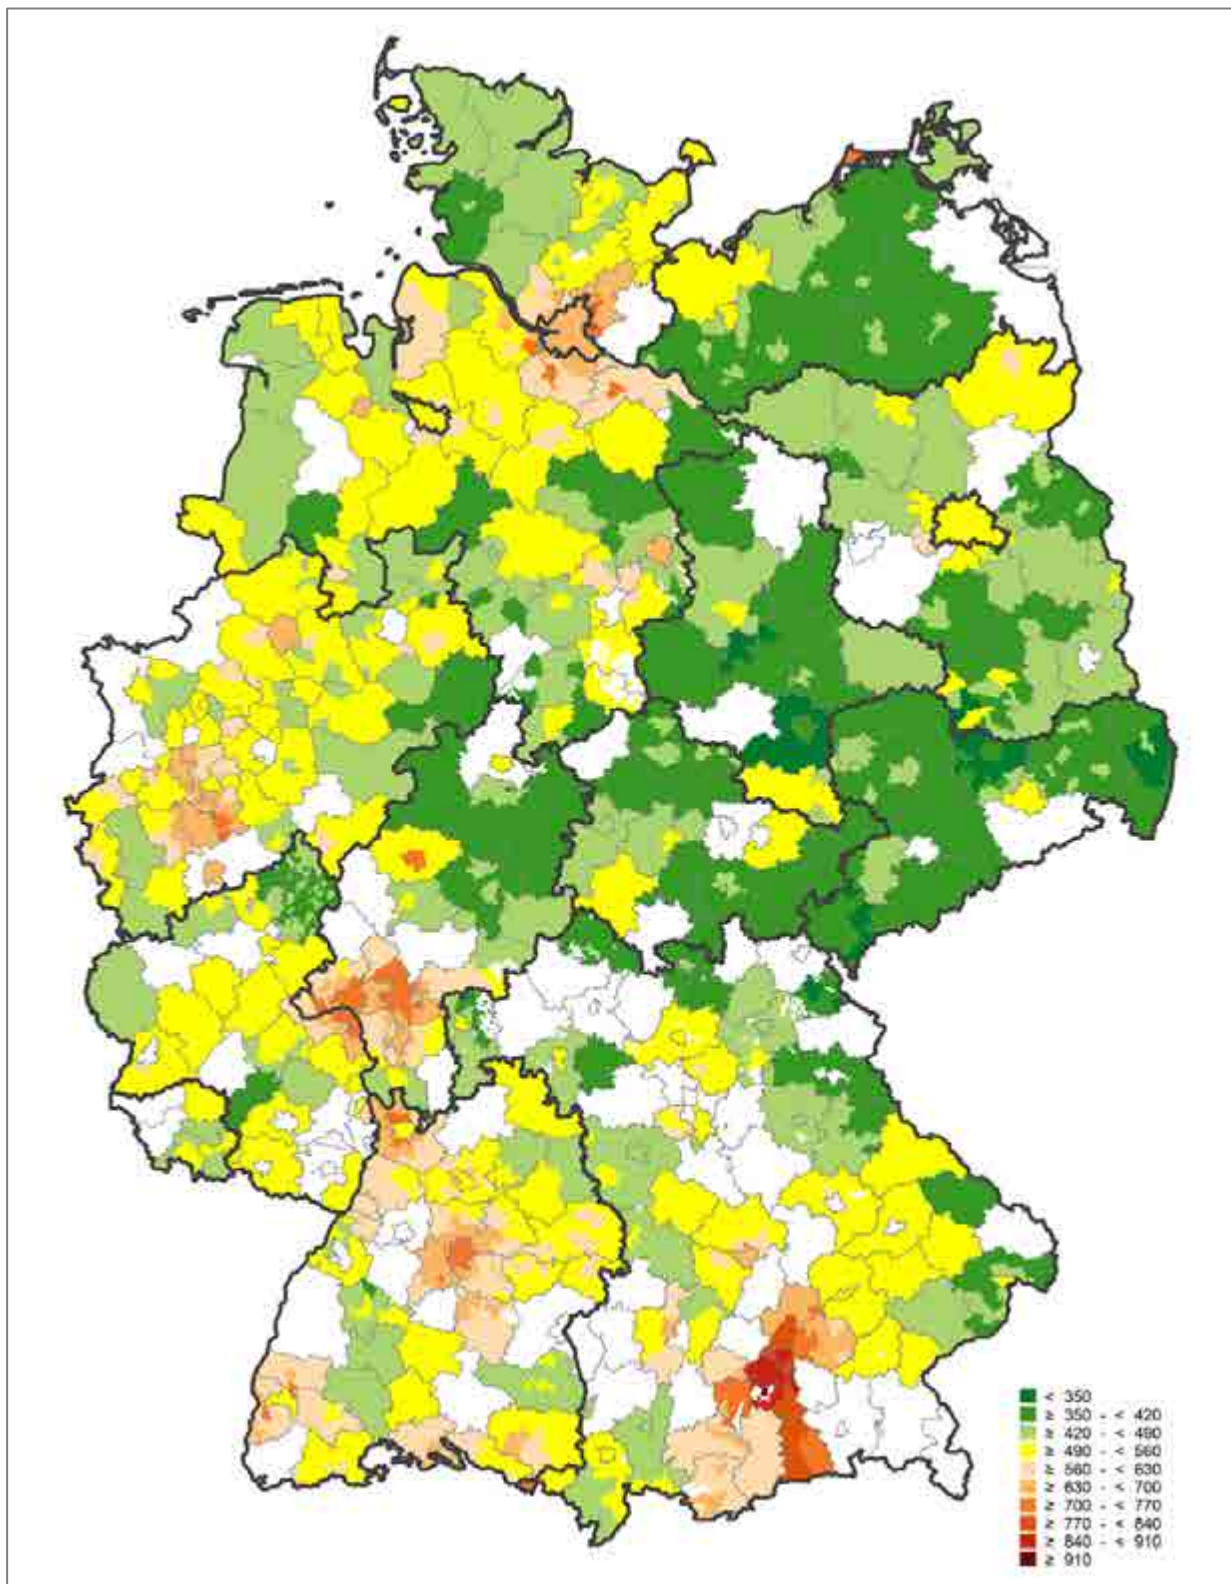 < 350
≥ 350 - < 420
≥ 420 - < 490
≥ 490 - < 560
≥ 560 - < 630
≥ 630 - < 700
≥ 700 - < 770
≥ 770 - < 840
≥ 840 - < 910
≥ 910